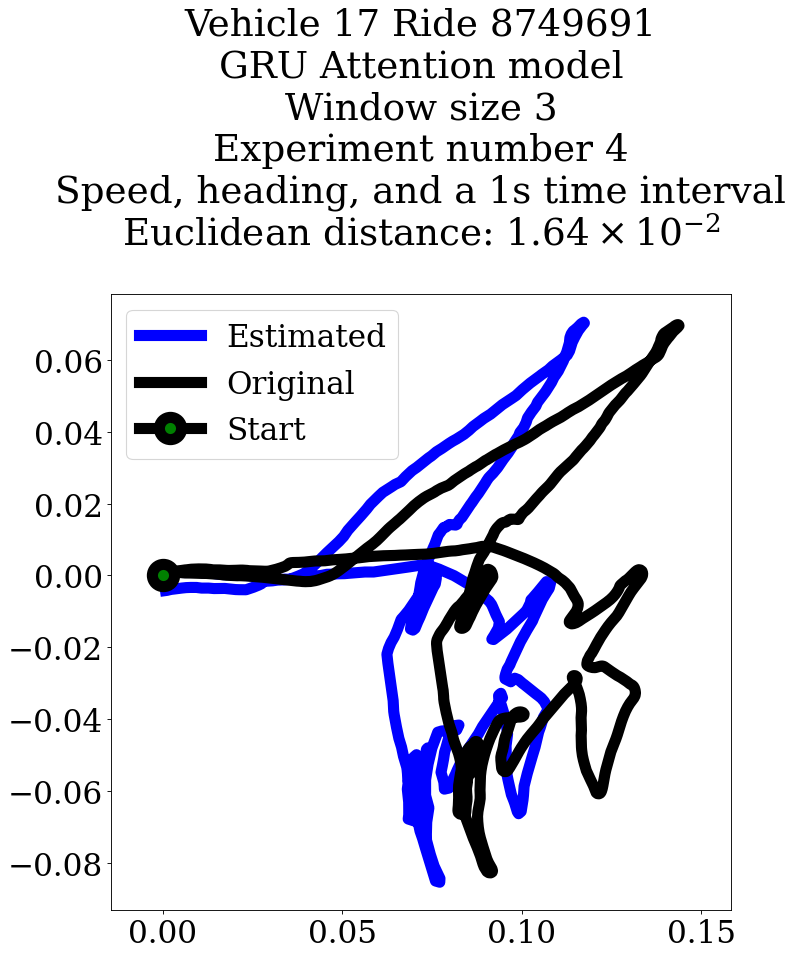 Vehicle 17 Ride 8749691
GRU Attention model
Window size 3
Experiment number 4
Speed, heading, and a 1s time interval
Euclidean distance: 1.64 × 10⁻²
Estimated
Original
Start
0.06
0.04
0.02
0.00
−0.02
−0.04
−0.06
−0.08
0.00 0.05 0.10 0.15